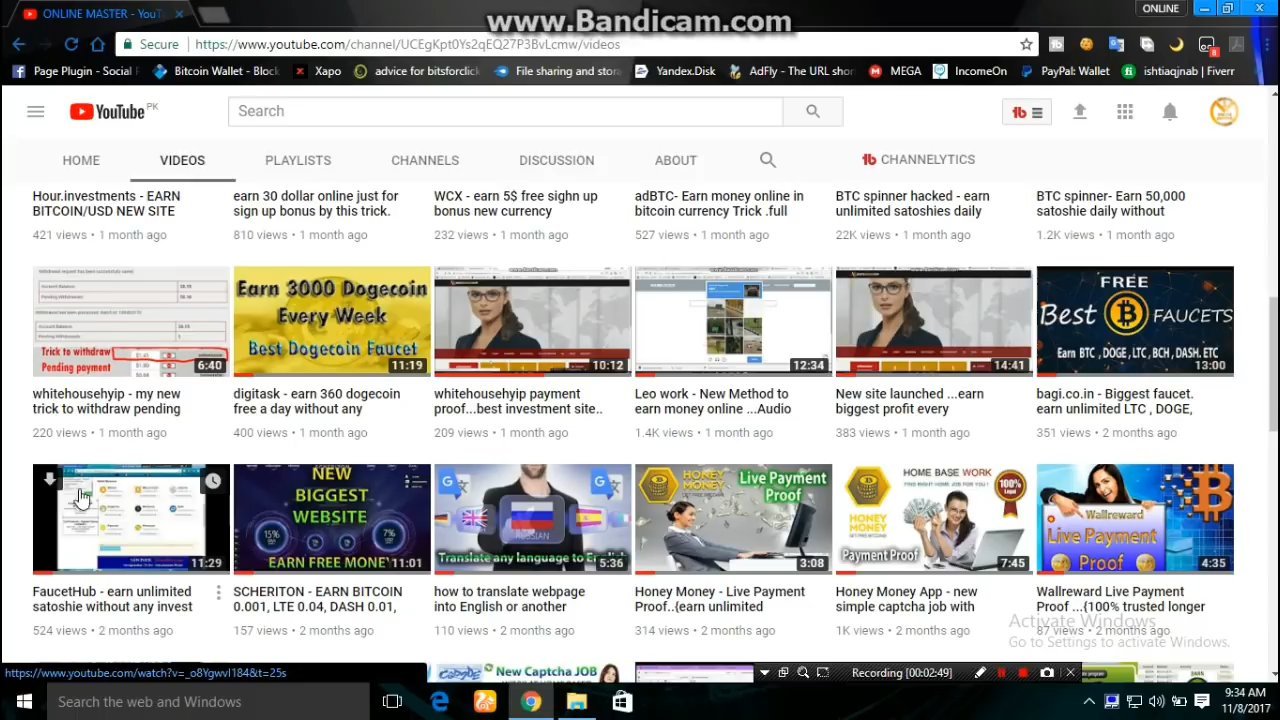 www.Bandicam.com
ONLINE MASTER - YouT
ONLINE
Secure
https://www.youtube.com/channel/UCEgKpt0Ys2qEQ27P3BvLcmw/videos
Page Plugin - Social
Bitcoin Wallet - Block
Xapo
advice for bitsforclick
File sharing and stora
Yandex.Disk
AdFly - The URL shor
MEGA
IncomeOn
PayPal: Wallet
ishtiaqjnab | Fiverr
YouTube PK
Search
HOME
VIDEOS
PLAYLISTS
CHANNELS
DISCUSSION
ABOUT
CHANNELYTICS
Hour.investments - EARN
BITCOIN/USD NEW SITE
421 views • 1 month ago
earn 30 dollar online just for
sign up bonus by this trick.
810 views • 1 month ago
WCX - earn 5$ free sighn up
bonus new currency
232 views • 1 month ago
adBTC- Earn money online in
bitcoin currency Trick .full
527 views • 1 month ago
BTC spinner hacked - earn
unlimited satoshies daily
22K views • 1 month ago
BTC spinner- Earn 50,000
satoshie daily without
1.2K views • 1 month ago
Trick to withdraw
Pending payment
6:40
Earn 3000 Dogecoin
Every Week
Best Dogecoin Faucet
11:19
10:12
12:34
14:41
FREE
Best FAUCETS
Earn BTC , DOGE, LTC, BCH, DASH. ETC
13:00
whitehousehyip - my new
trick to withdraw pending
220 views • 1 month ago
digitask - earn 360 dogecoin
free a day without any
400 views • 1 month ago
whitehousehyip payment
proof...best investment site..
209 views • 1 month ago
Leo work - New Method to
earn money online ...Audio
1.4K views • 1 month ago
New site launched ...earn
biggest profit every
383 views • 1 month ago
bagi.co.in - Biggest faucet.
earn unlimited LTC , DOGE,
351 views • 2 months ago
11:29
SCHERITON
NEW
BIGGEST
WEBSITE
15%
7%
EARN FREE MONEY
11:01
RUSSIAN
Translate any language to English
5:36
HONEY
MONEY
Live Payment
Proof
3:08
HOME BASE WORK
FIND RIGHT HOME JOB FOR YOU !
100%
HONEY
MONEY
Payment Proof
7:45
Wallreward
Live Payment
Proof
4:35
FaucetHub - earn unlimited
satoshie without any invest
524 views • 2 months ago
SCHERITON - EARN BITCOIN
0.001, LTE 0.04, DASH 0.01,
157 views • 2 months ago
how to translate webpage
into English or another
110 views • 2 months ago
Honey Money - Live Payment
Proof..{earn unlimited
314 views • 2 months ago
Honey Money App - new
simple captcha job with
1K views • 2 months ago
Wallreward Live Payment
Proof ...{100% trusted longer
87 views • 2 months ago
Activate Windows
Go to Settings to activate Windows.
https://www.youtube.com/watch?v=_o8YgwvI184&t=25s
New Captcha JOB
Recording [00:02:49]
Search the web and Windows
9:34 AM
11/8/2017